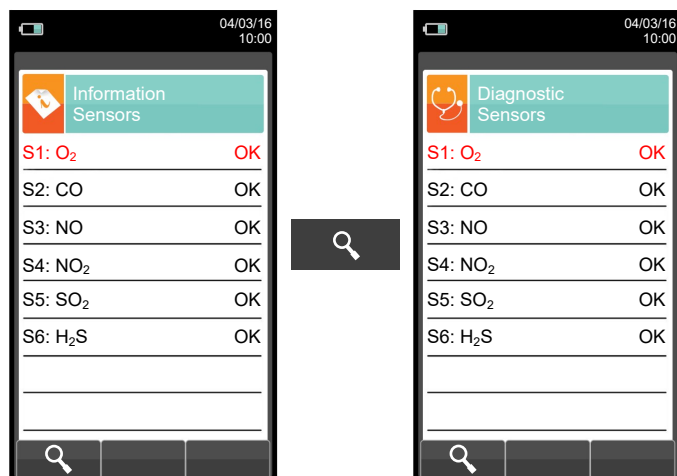 04/03/16
10:00
Information
Sensors
S1: O₂ OK
S2: CO OK
S3: NO OK
S4: NO₂ OK
S5: SO₂ OK
S6: H₂S OK
04/03/16
10:00
Diagnostic
Sensors
S1: O₂ OK
S2: CO OK
S3: NO OK
S4: NO₂ OK
S5: SO₂ OK
S6: H₂S OK